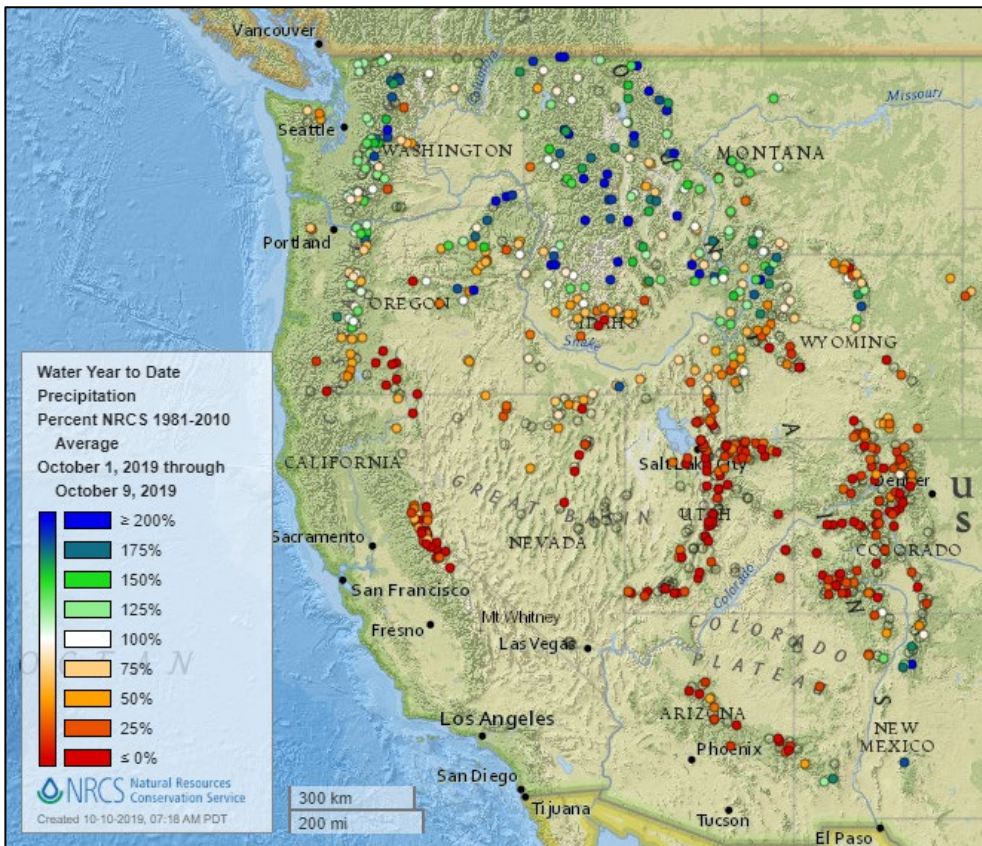 Vancouver
Columbia
Missouri
Seattle
WASHINGTON
MONTANA
Portland
OREGON
IDAHO
Snake
WYOMING
Water Year to Date
Precipitation
Percent NRCS 1981-2010
Average
October 1, 2019 through
October 9, 2019
≥ 200%
175%
150%
125%
100%
75%
50%
25%
≤ 0%
NRCS Natural Resources
Conservation Service
Created 10-10-2019, 07:18 AM PDT
CALIFORNIA
Salt Lake City
GREAT BASIN
UTAH
Denver
U
S
NEVADA
COLORADO
Sacramento
San Francisco
Colorado
Mt Whitney
Fresno
Las Vegas
COLORADO
PLATEAU
OCEAN
Los Angeles
ARIZONA
Phoenix
NEW
MEXICO
San Diego
Tijuana
300 km
200 mi
Tucson
El Paso